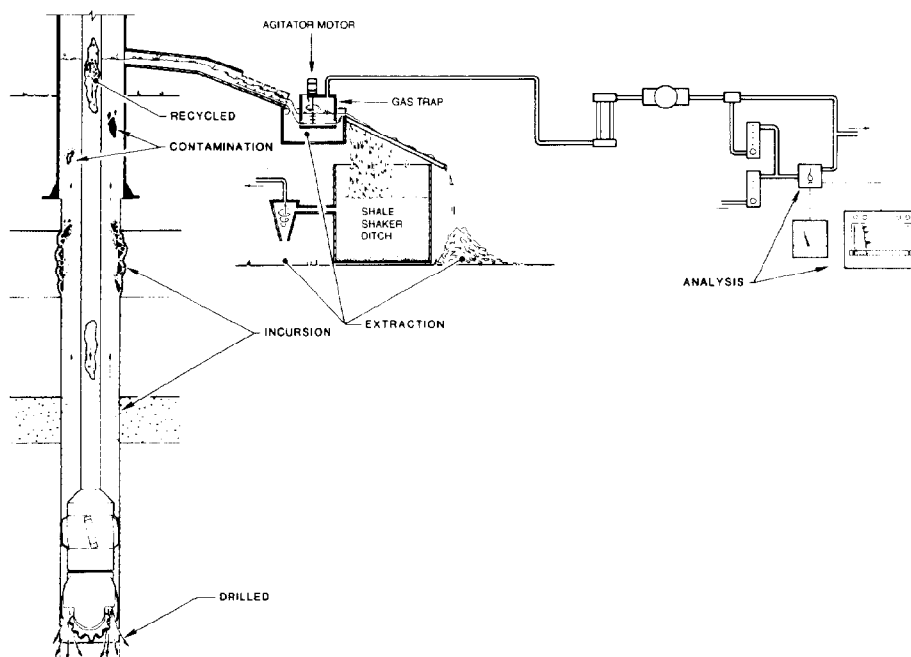 AGITATOR MOTOR
GAS TRAP
RECYCLED
CONTAMINATION
SHALE
SHAKER
DITCH
ANALYSIS
INCURSION
EXTRACTION
DRILLED